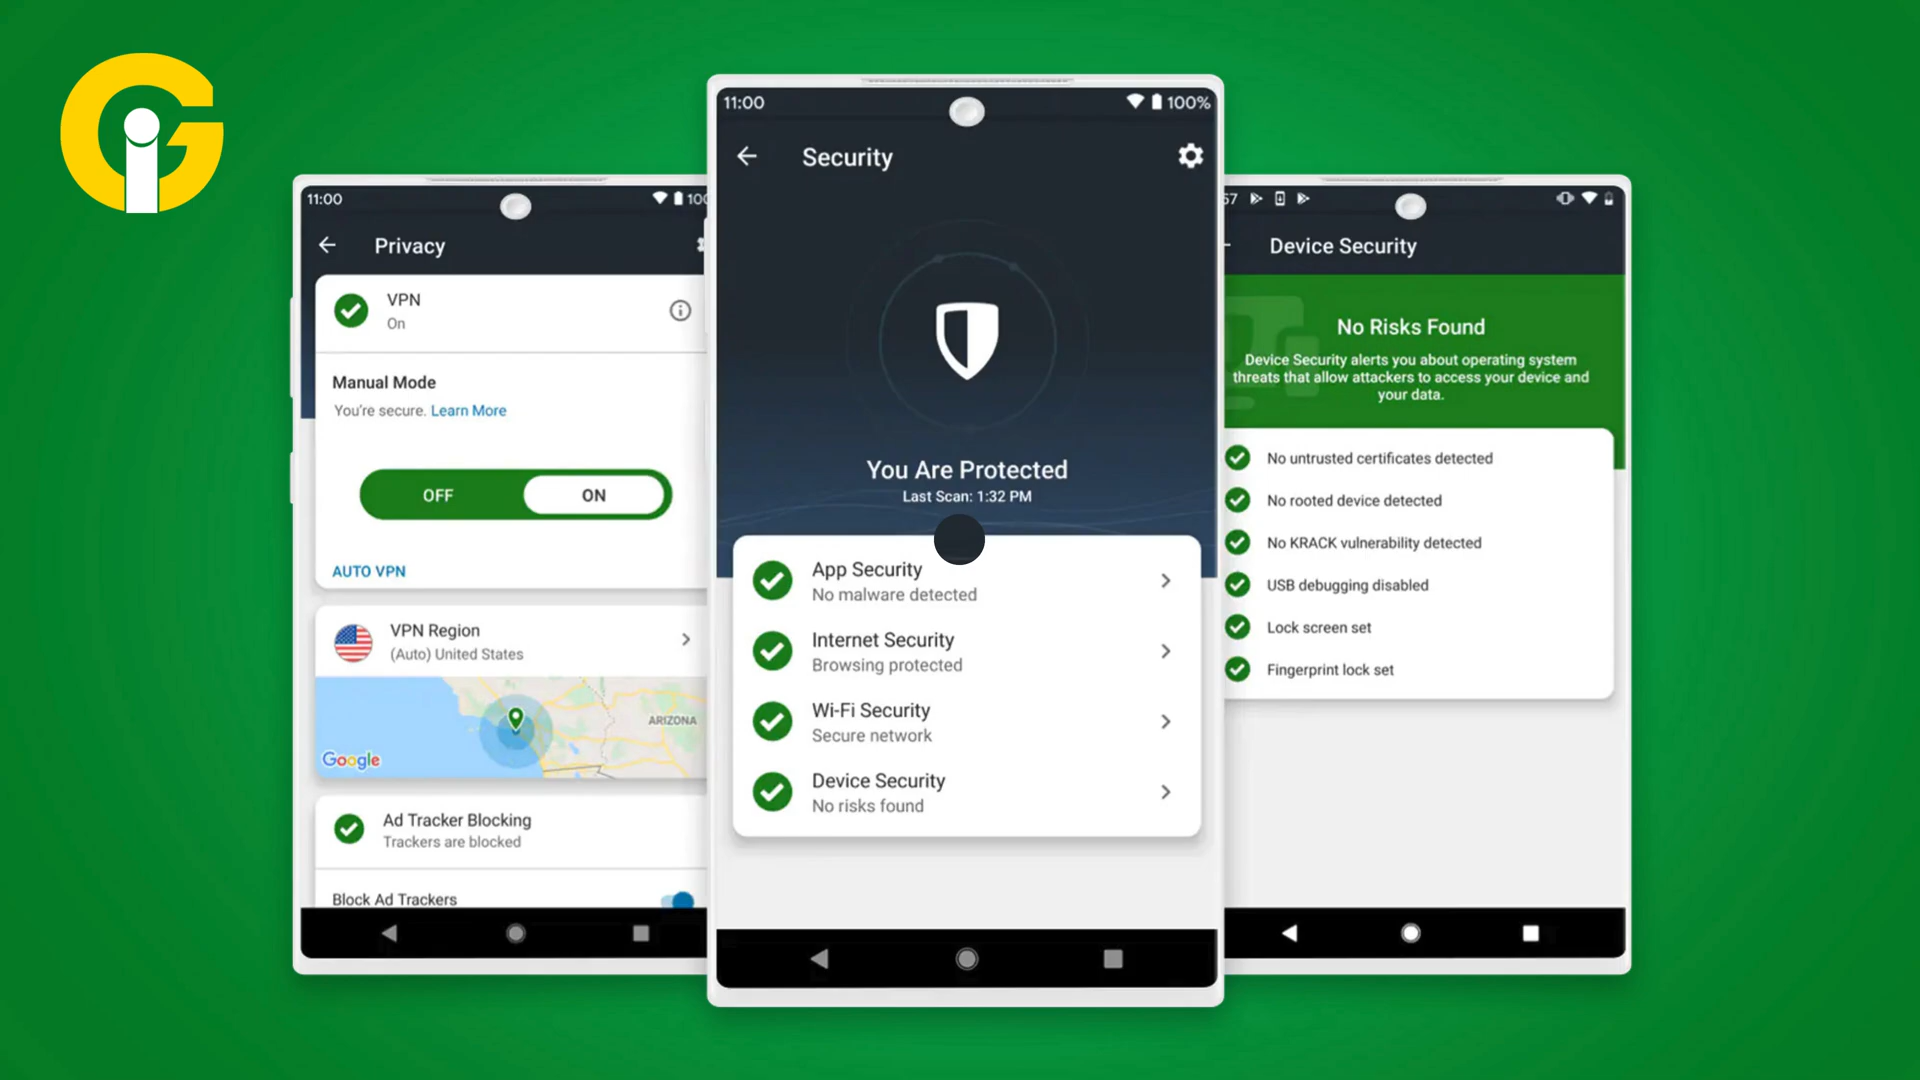 Gi
11:00
100
Privacy
VPN
On
Manual Mode
You're secure. Learn More
OFF
ON
AUTO VPN
VPN Region
(Auto) United States
ARIZONA
Google
Ad Tracker Blocking
Trackers are blocked
Block Ad Trackers
11:00
100%
Security
You Are Protected
Last Scan: 1:32 PM
App Security
No malware detected
Internet Security
Browsing protected
Wi-Fi Security
Secure network
Device Security
No risks found
57
Device Security
No Risks Found
Device Security alerts you about operating system
threats that allow attackers to access your device and
your data.
No untrusted certificates detected
No rooted device detected
No KRACK vulnerability detected
USB debugging disabled
Lock screen set
Fingerprint lock set